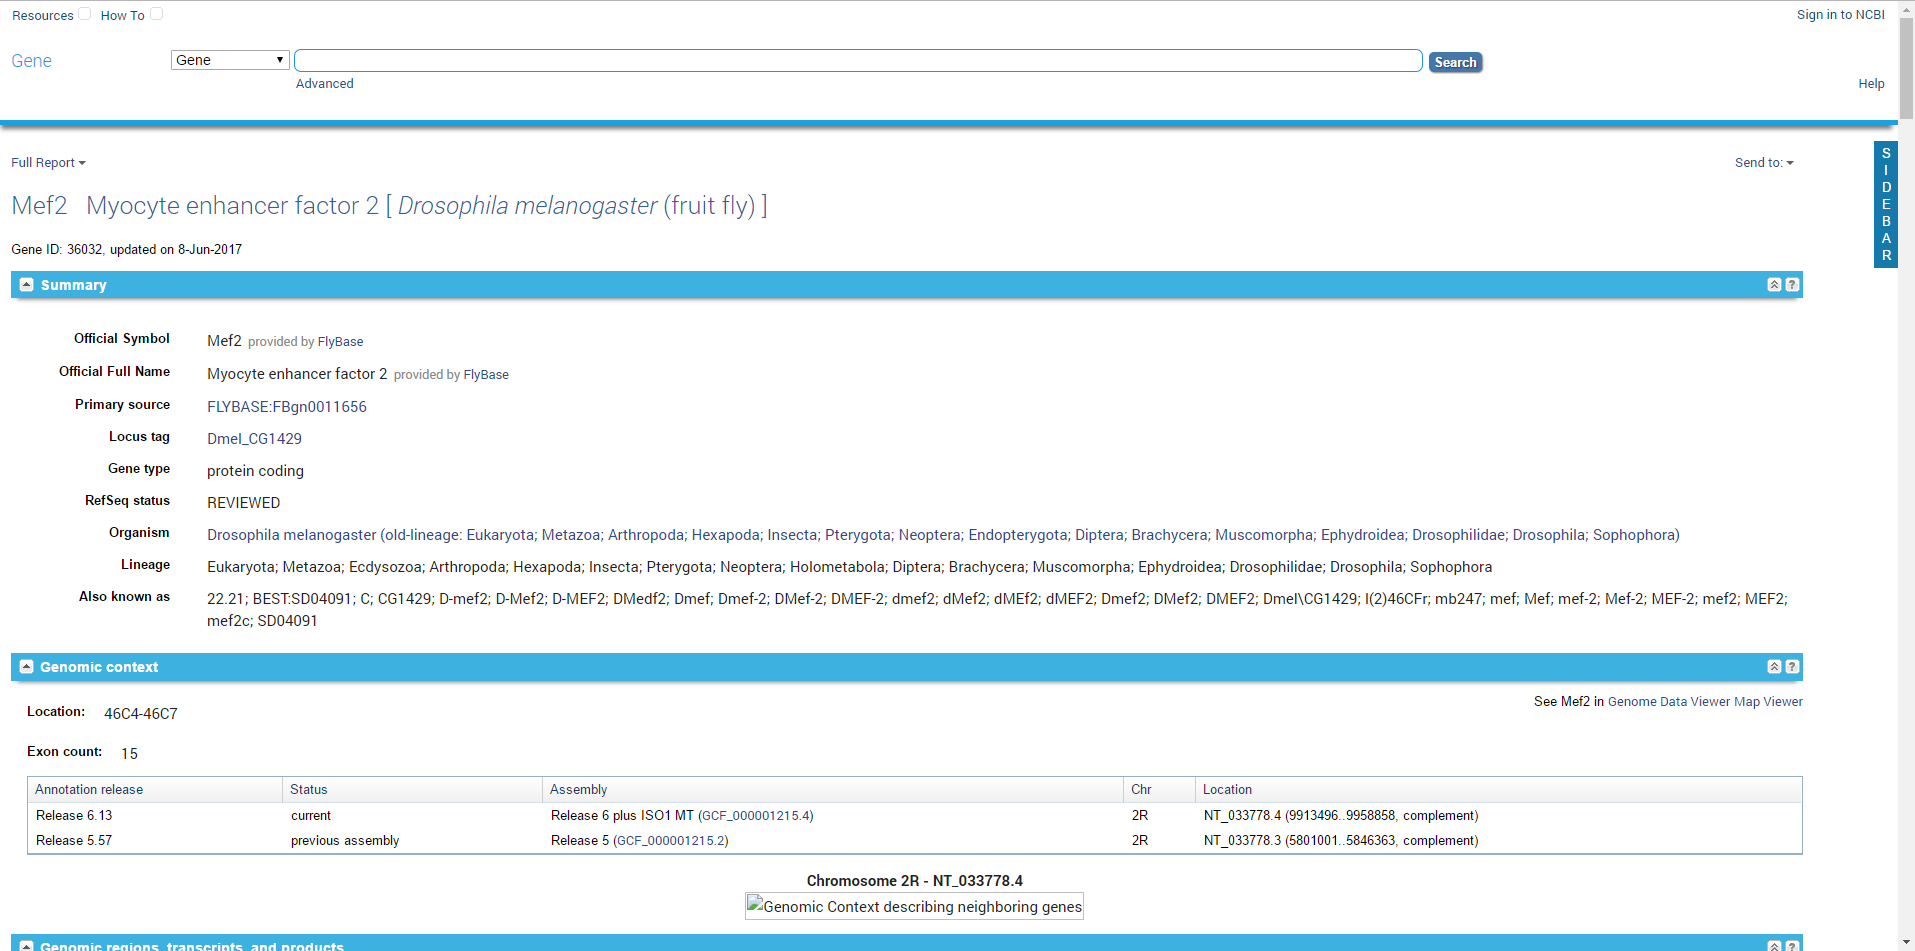 Resources How To Sign in to NCBI
Gene Gene Search
Advanced Help
Full Report Send to:
SIDEBAR
Mef2 Myocyte enhancer factor 2 [ Drosophila melanogaster (fruit fly) ]
Gene ID: 36032, updated on 8-Jun-2017
Summary ?
Official Symbol Mef2 provided by FlyBase
Official Full Name Myocyte enhancer factor 2 provided by FlyBase
Primary source FLYBASE:FBgn0011656
Locus tag Dmel_CG1429
Gene type protein coding
RefSeq status REVIEWED
Organism Drosophila melanogaster (old-lineage: Eukaryota; Metazoa; Arthropoda; Hexapoda; Insecta; Pterygota; Neoptera; Endopterygota; Diptera; Brachycera; Muscomorpha; Ephydroidea; Drosophilidae; Drosophila; Sophophora)
Lineage Eukaryota; Metazoa; Ecdysozoa; Arthropoda; Hexapoda; Insecta; Pterygota; Neoptera; Holometabola; Diptera; Brachycera; Muscomorpha; Ephydroidea; Drosophilidae; Drosophila; Sophophora
Also known as 22.21; BEST:SD04091; C; CG1429; D-mef2; D-Mef2; D-MEF2; DMedf2; Dmef; Dmef-2; DMef-2; DMEF-2; dmef2; dMef2; dMEf2; dMEF2; Dmef2; DMef2; DMEF2; Dmel\CG1429; l(2)46CFr; mb247; mef; Mef; mef-2; Mef-2; MEF-2; mef2; MEF2;
mef2c; SD04091
Genomic context ?
See Mef2 in Genome Data Viewer Map Viewer
Location: 46C4-46C7
Exon count: 15
Annotation release Status Assembly Chr Location
Release 6.13 current Release 6 plus ISO1 MT (GCF_000001215.4) 2R NT_033778.4 (9913496..9958858, complement)
Release 5.57 previous assembly Release 5 (GCF_000001215.2) 2R NT_033778.3 (5801001..5846363, complement)
Chromosome 2R - NT_033778.4
Genomic Context describing neighboring genes
Genomic regions, transcripts, and products ?